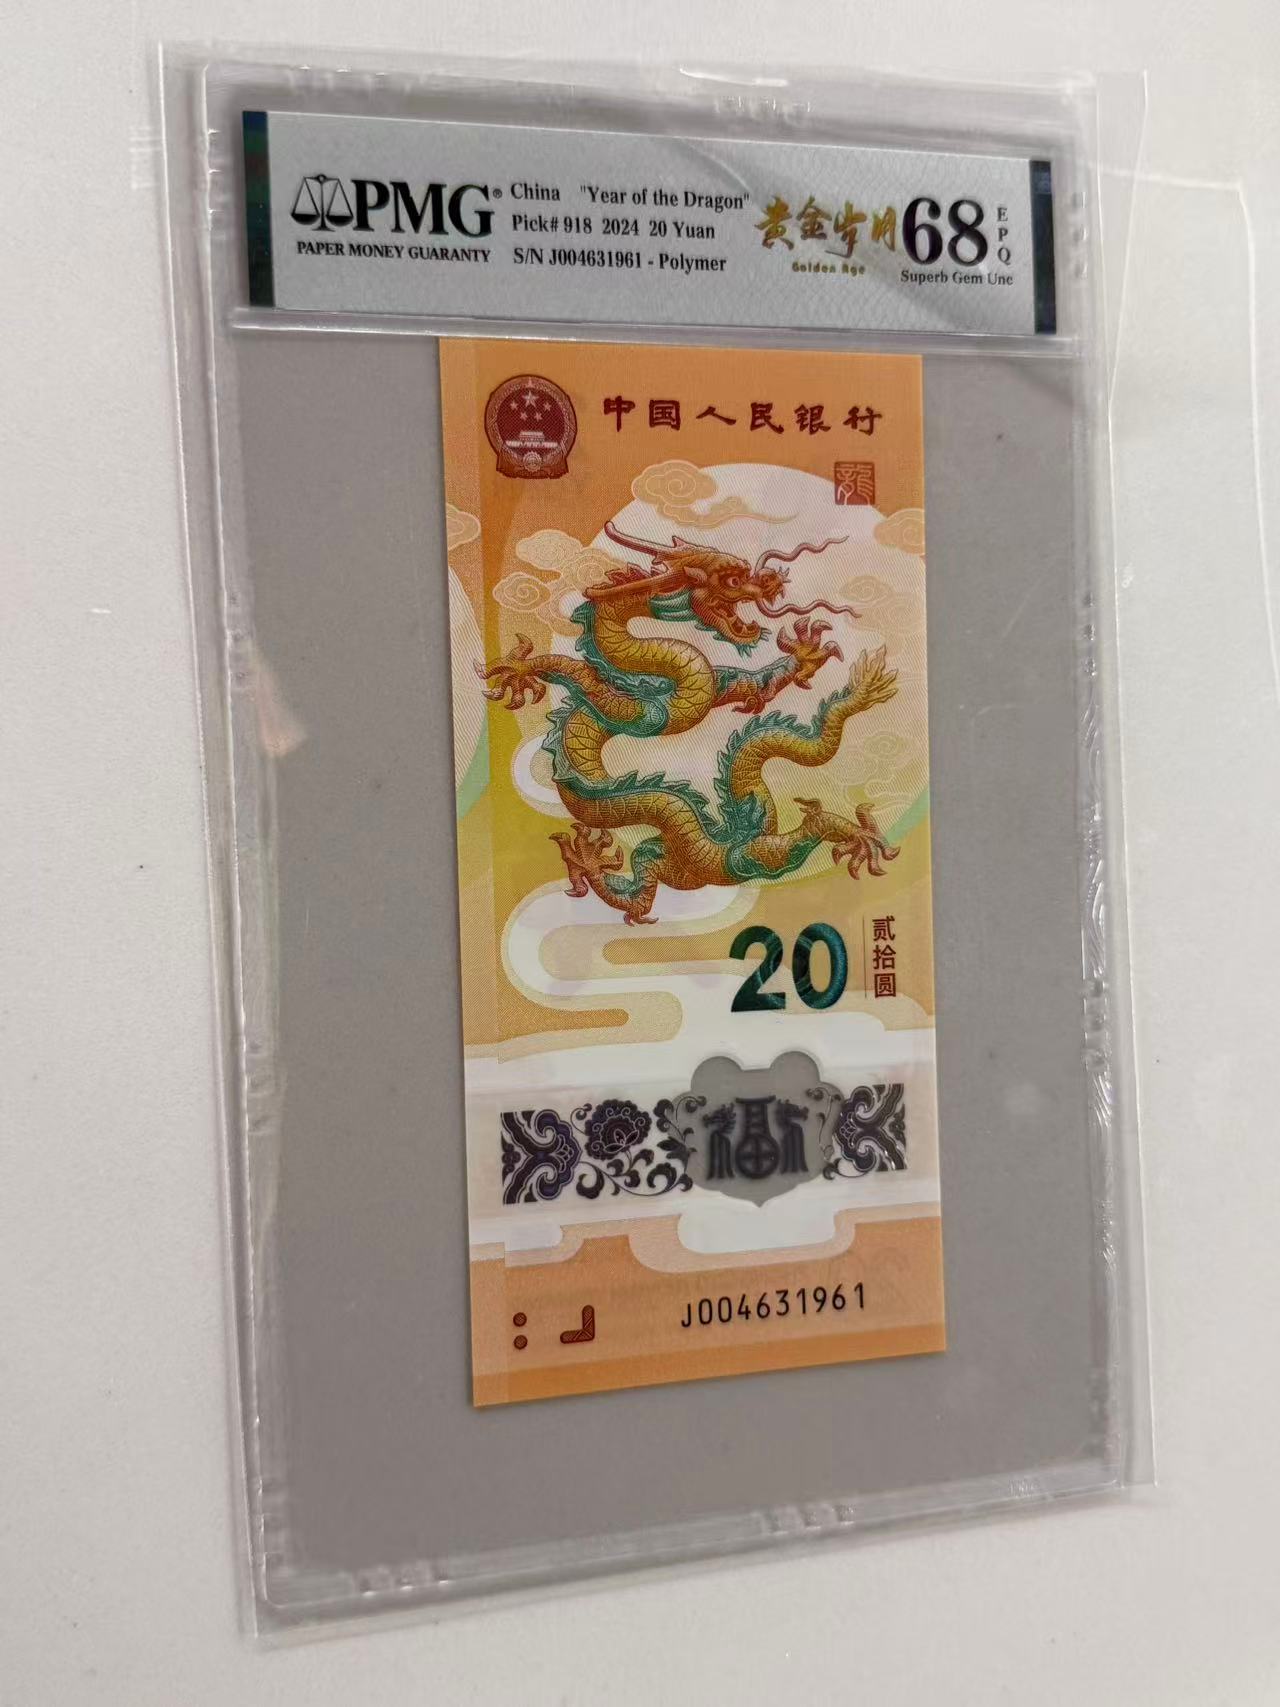 PMG®
PAPER MONEY GUARANTY
China "Year of the Dragon"
Pick# 918 2024 20 Yuan
S/N J004631961 - Polymer
黄金岁月
Golden Age
68
EPQ
Superb Gem Unc
中国人民银行
龍
20
贰拾圆
福
J004631961